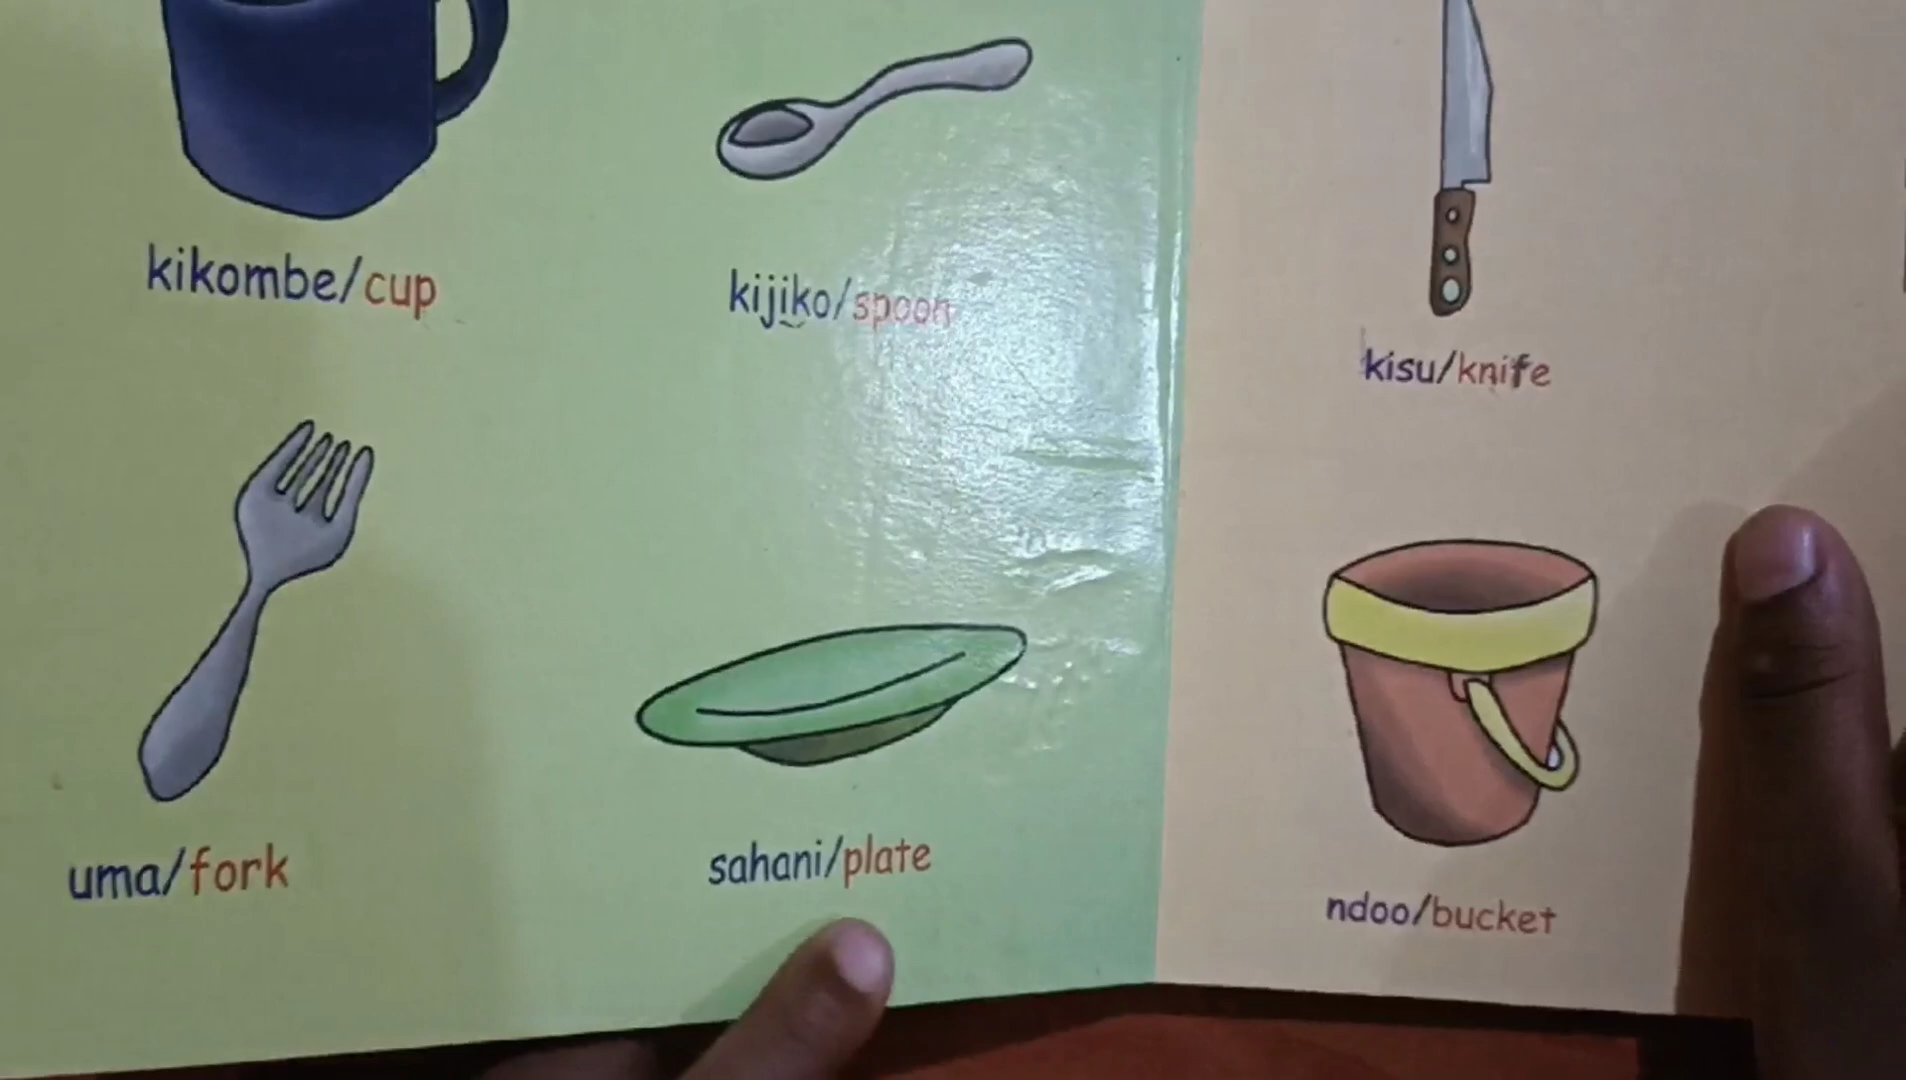 kikombe/cup
kijiko/spoon
uma/fork
sahani/plate
kisu/knife
ndoo/bucket